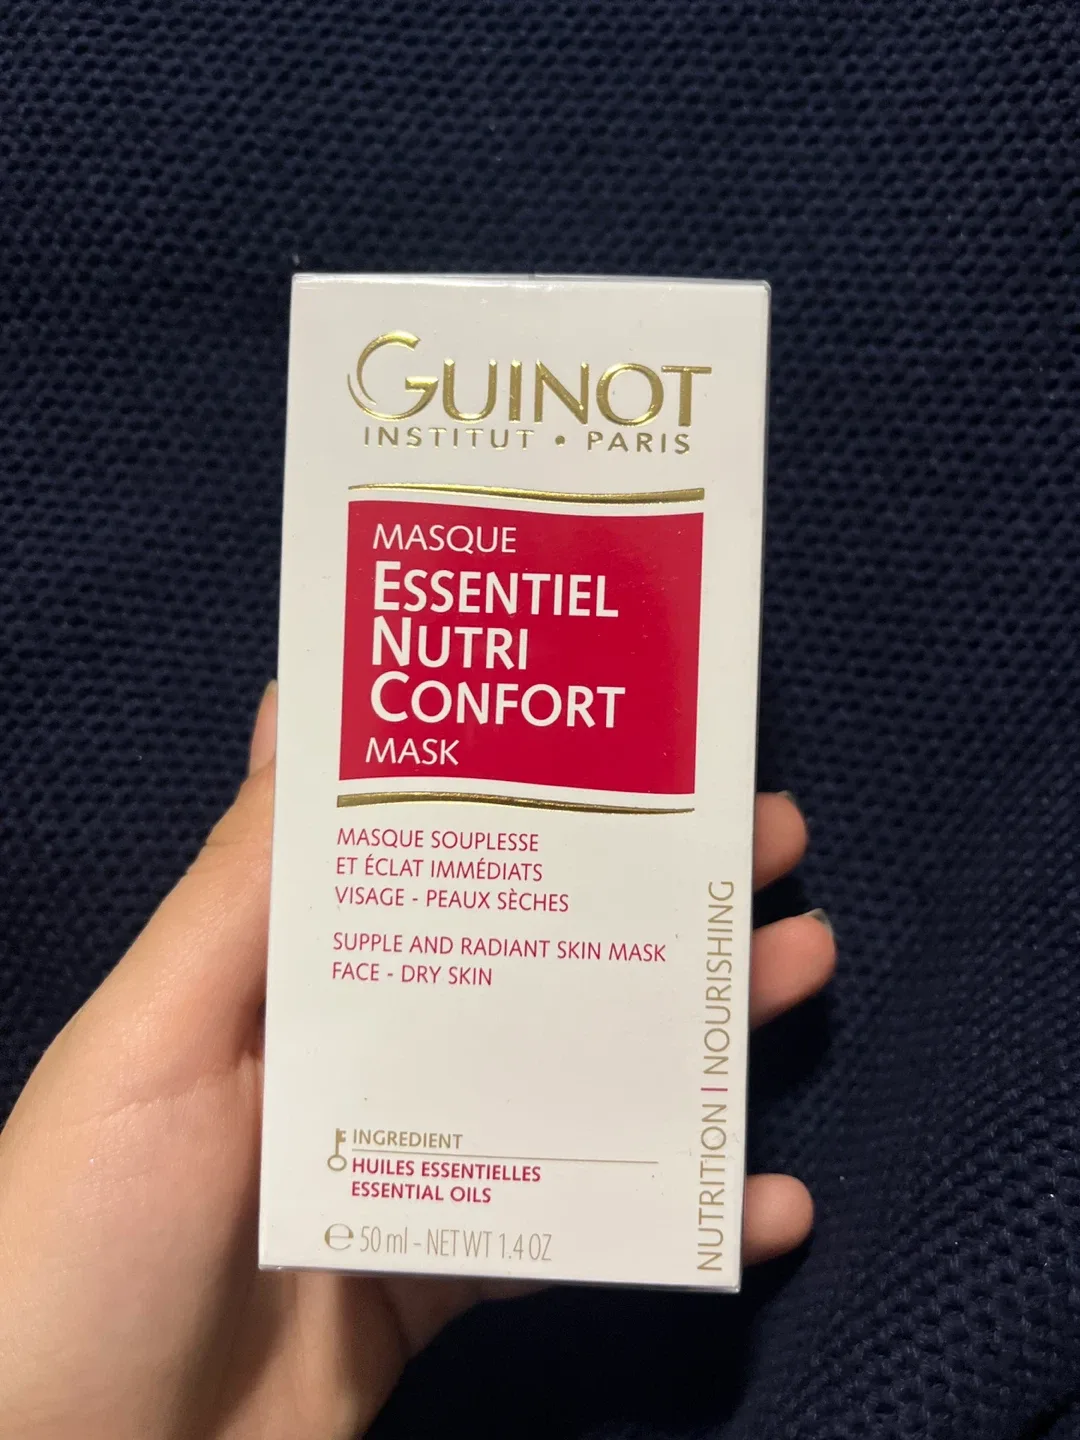 GUINOT
INSTITUT • PARIS
MASQUE
ESSENTIEL
NUTRI
CONFORT
MASK
MASQUE SOUPLESSE
ET ÉCLAT IMMÉDIATS
VISAGE - PEAUX SÈCHES
SUPPLE AND RADIANT SKIN MASK
FACE - DRY SKIN
NUTRITION | NOURISHING
INGREDIENT
HUILES ESSENTIELLES
ESSENTIAL OILS
℮ 50 ml - NET WT 1.4 OZ